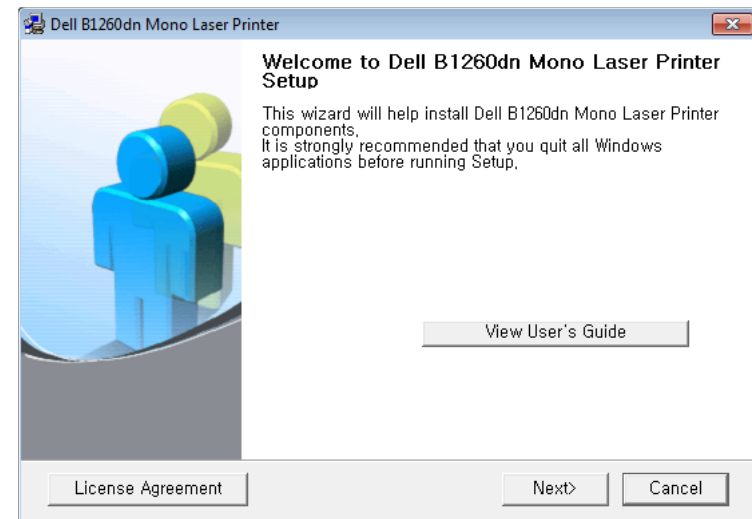 Dell B1260dn Mono Laser Printer
Welcome to Dell B1260dn Mono Laser Printer
Setup
This wizard will help install Dell B1260dn Mono Laser Printer
components,
It is strongly recommended that you quit all Windows
applications before running Setup,
View User's Guide
License Agreement
Next>
Cancel